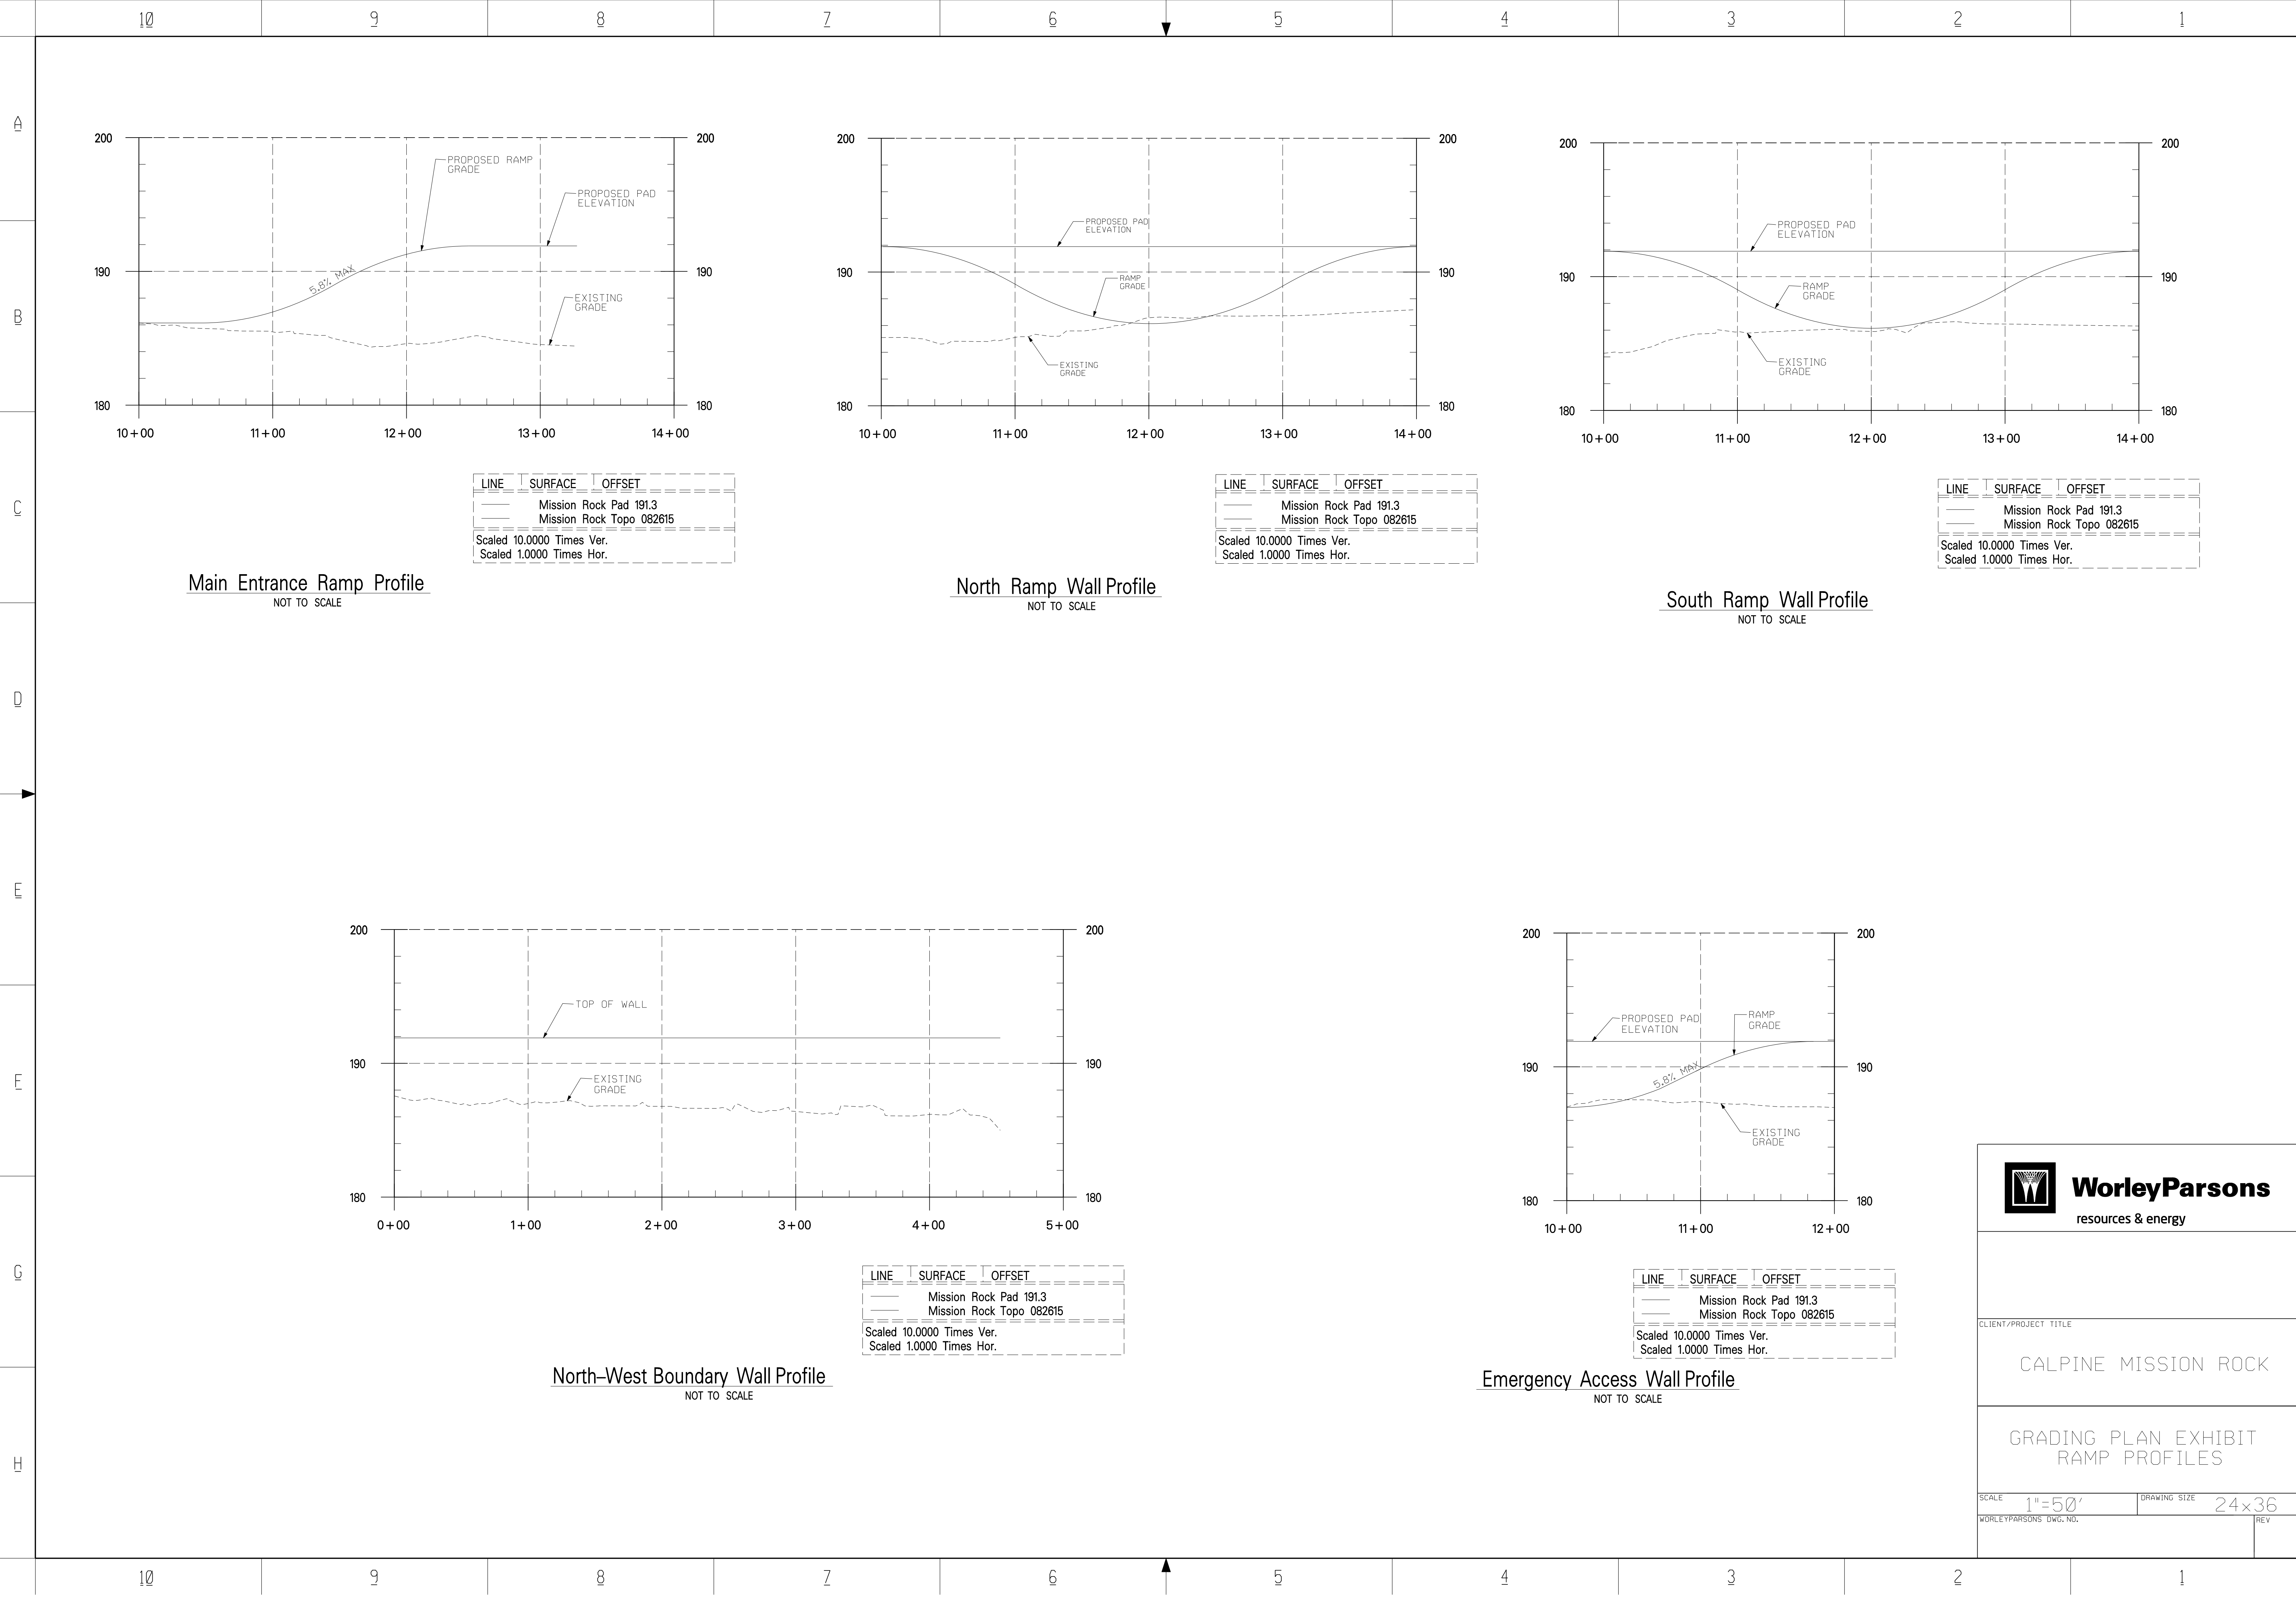 10 9 8 7 6 5 4 3 2 1
A
B
C
D
E
F
G
H
200 200
190 190
180 180
PROPOSED RAMP
GRADE
PROPOSED PAD
ELEVATION
5.8% MAX
EXISTING
GRADE
10+00 11+00 12+00 13+00 14+00
LINE SURFACE OFFSET
Mission Rock Pad 191.3
Mission Rock Topo 082615
Scaled 10.0000 Times Ver.
Scaled 1.0000 Times Hor.
Main Entrance Ramp Profile
NOT TO SCALE
200 200
190 190
180 180
PROPOSED PAD
ELEVATION
RAMP
GRADE
EXISTING
GRADE
10+00 11+00 12+00 13+00 14+00
LINE SURFACE OFFSET
Mission Rock Pad 191.3
Mission Rock Topo 082615
Scaled 10.0000 Times Ver.
Scaled 1.0000 Times Hor.
North Ramp Wall Profile
NOT TO SCALE
200 200
190 190
180 180
PROPOSED PAD
ELEVATION
RAMP
GRADE
EXISTING
GRADE
10+00 11+00 12+00 13+00 14+00
LINE SURFACE OFFSET
Mission Rock Pad 191.3
Mission Rock Topo 082615
Scaled 10.0000 Times Ver.
Scaled 1.0000 Times Hor.
South Ramp Wall Profile
NOT TO SCALE
200 200
190 190
180 180
TOP OF WALL
EXISTING
GRADE
0+00 1+00 2+00 3+00 4+00 5+00
LINE SURFACE OFFSET
Mission Rock Pad 191.3
Mission Rock Topo 082615
Scaled 10.0000 Times Ver.
Scaled 1.0000 Times Hor.
North–West Boundary Wall Profile
NOT TO SCALE
200 200
190 190
180 180
PROPOSED PAD
ELEVATION
RAMP
GRADE
5.8% MAX
EXISTING
GRADE
10+00 11+00 12+00
LINE SURFACE OFFSET
Mission Rock Pad 191.3
Mission Rock Topo 082615
Scaled 10.0000 Times Ver.
Scaled 1.0000 Times Hor.
Emergency Access Wall Profile
NOT TO SCALE
WorleyParsons
resources & energy
CLIENT/PROJECT TITLE
CALPINE MISSION ROCK
GRADING PLAN EXHIBIT
RAMP PROFILES
SCALE 1"=50' DRAWING SIZE 24x36
WORLEYPARSONS DWG. NO. REV
10 9 8 7 6 5 4 3 2 1